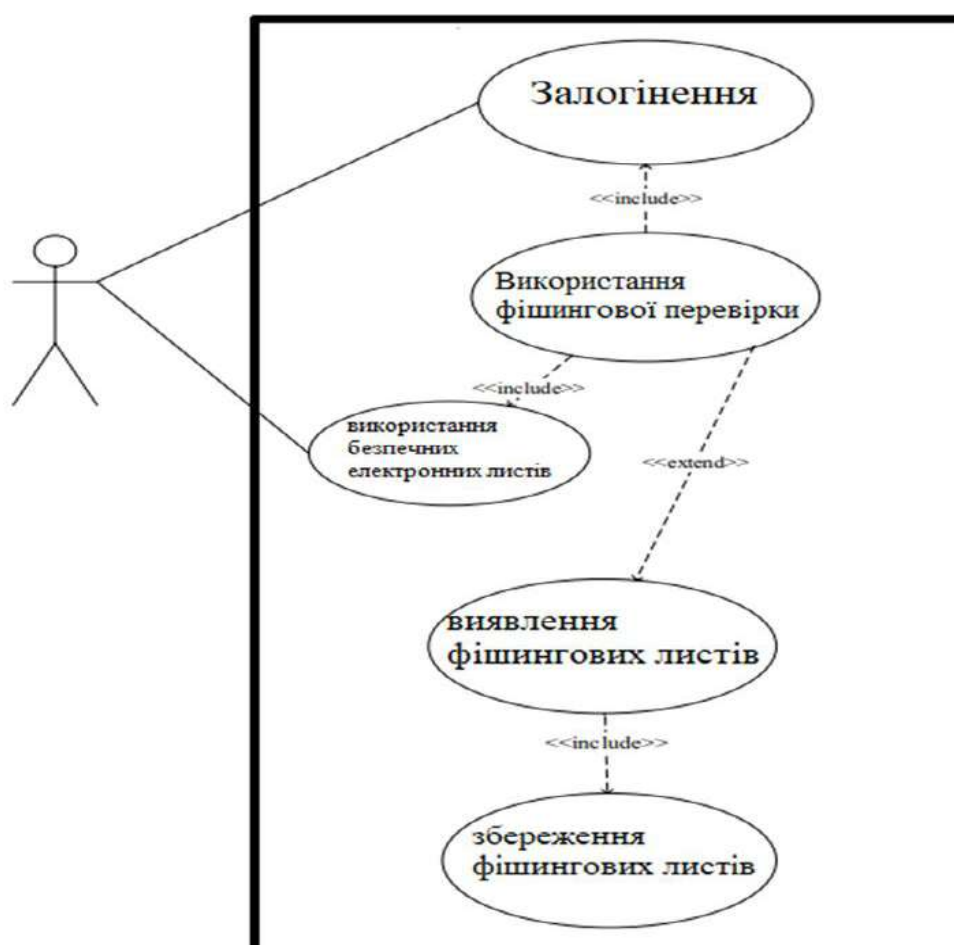 Залогінення
<<include>>
Використання
фішингової перевірки
<<include>>
використання
безпечних
електронних листів
<<extend>>
виявлення
фішингових листів
<<include>>
збереження
фішингових листів